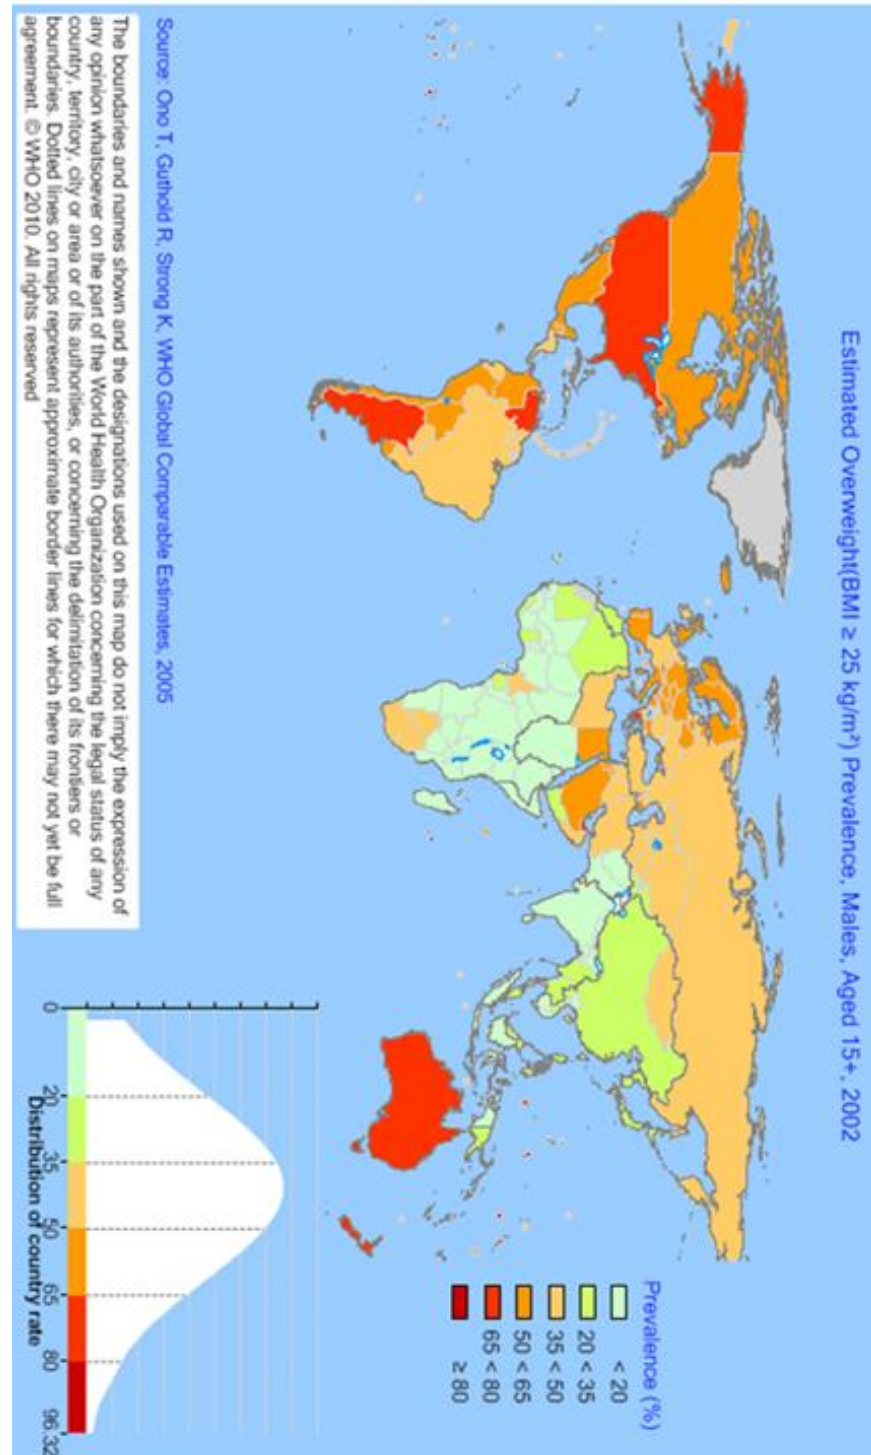 Estimated Overweight(BMI ≥ 25 kg/m²) Prevalence, Males, Aged 15+, 2002
Prevalence (%)
< 20
20 < 35
35 < 50
50 < 65
65 < 80
≥ 80
Source: Ono T, Guthold R, Strong K. WHO Global Comparable Estimates, 2005
The boundaries and names shown and the designations used on this map do not imply the expression of
any opinion whatsoever on the part of the World Health Organization concerning the legal status of any
country, territory, city or area or of its authorities, or concerning the delimitation of its frontiers or
boundaries. Dotted lines on maps represent approximate border lines for which there may not yet be full
agreement. © WHO 2010. All rights reserved
0 20 35 50 65 80 96.32
Distribution of country rate